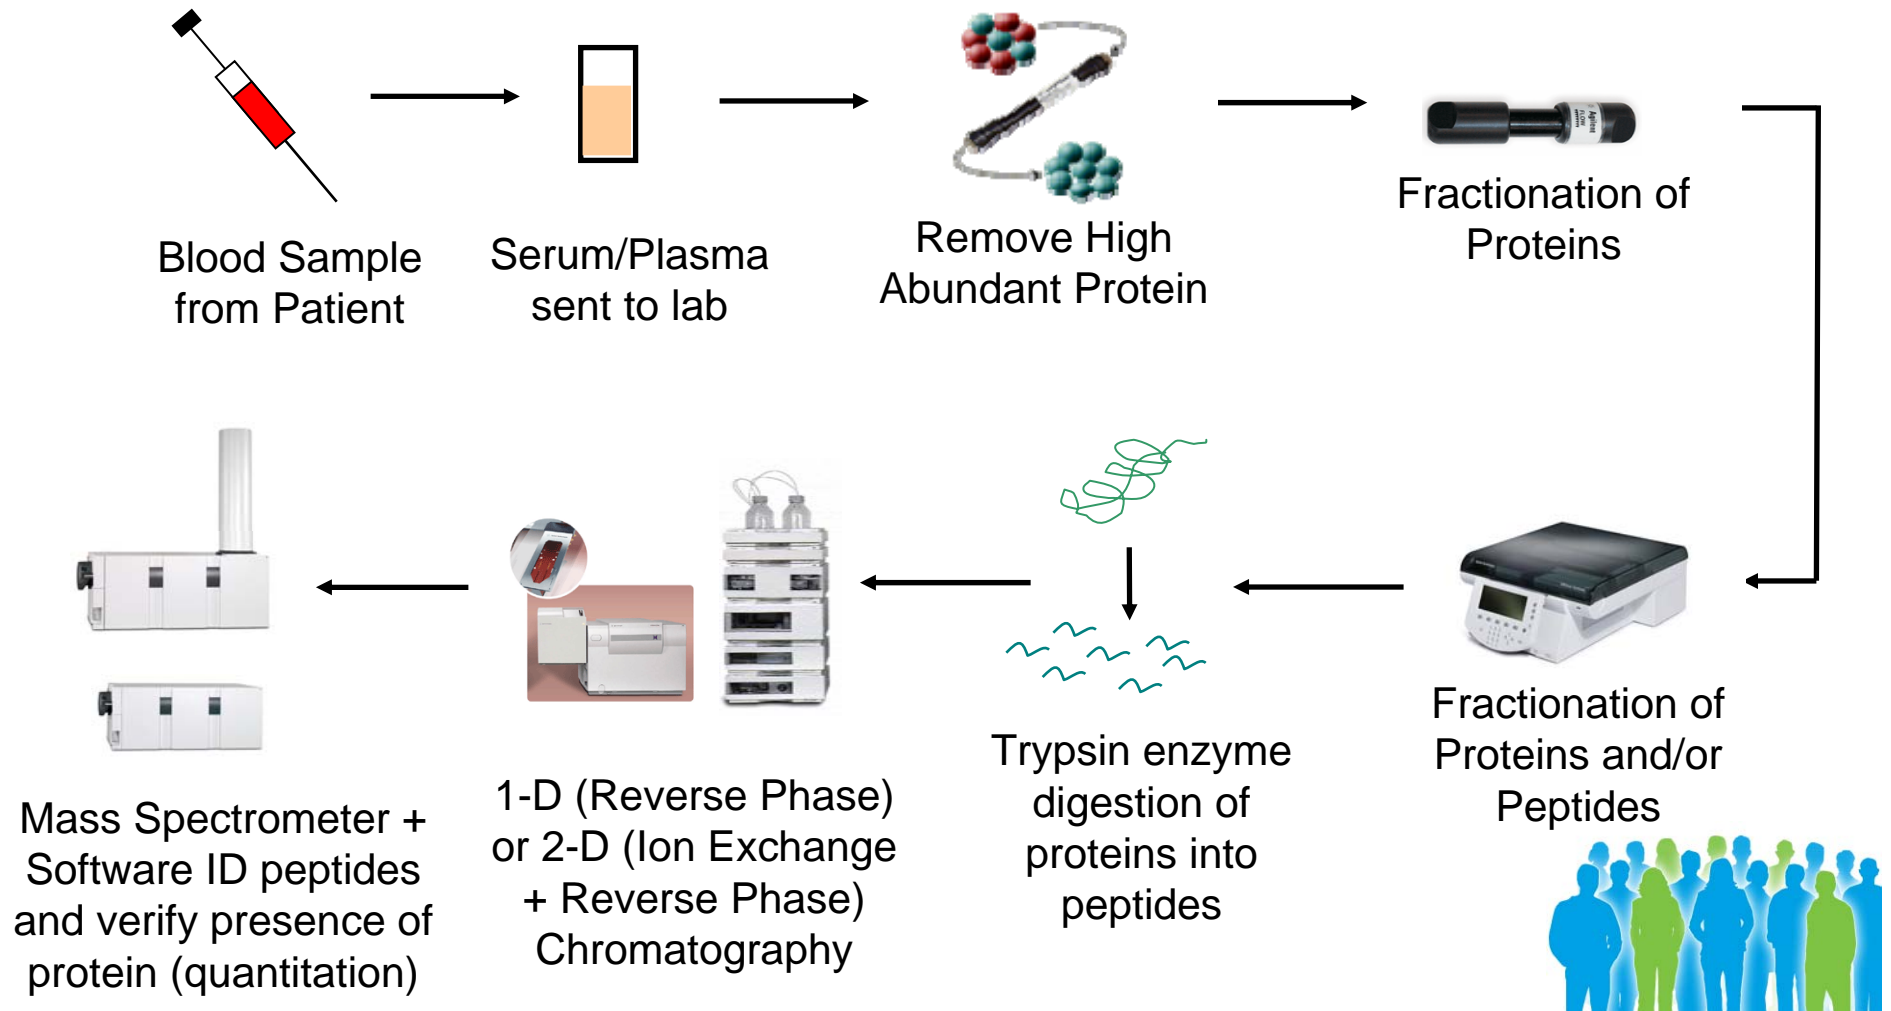 Blood Sample
from Patient
Serum/Plasma
sent to lab
Remove High
Abundant Protein
Agilent
FLOW
Fractionation of
Proteins
Fractionation of
Proteins and/or
Peptides
Trypsin enzyme
digestion of
proteins into
peptides
1-D (Reverse Phase)
or 2-D (Ion Exchange
+ Reverse Phase)
Chromatography
Mass Spectrometer +
Software ID peptides
and verify presence of
protein (quantitation)